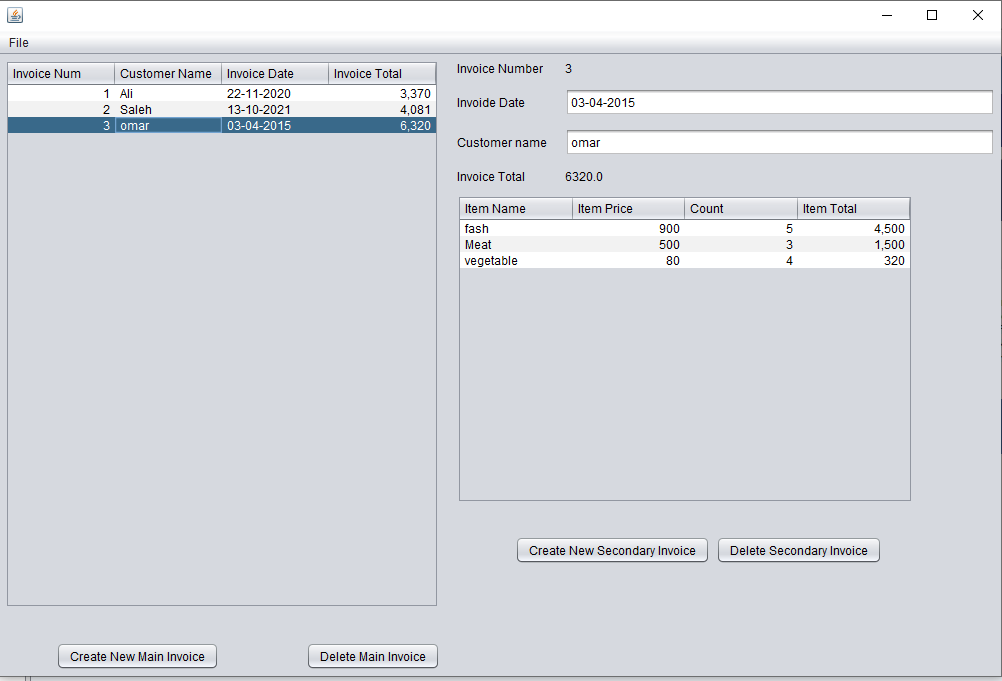 File
Invoice Num Customer Name Invoice Date Invoice Total
1 Ali 22-11-2020 3,370
2 Saleh 13-10-2021 4,081
3 omar 03-04-2015 6,320
Invoice Number 3
Invoide Date 03-04-2015
Customer name omar
Invoice Total 6320.0
Item Name Item Price Count Item Total
fash 900 5 4,500
Meat 500 3 1,500
vegetable 80 4 320
Create New Secondary Invoice Delete Secondary Invoice
Create New Main Invoice Delete Main Invoice